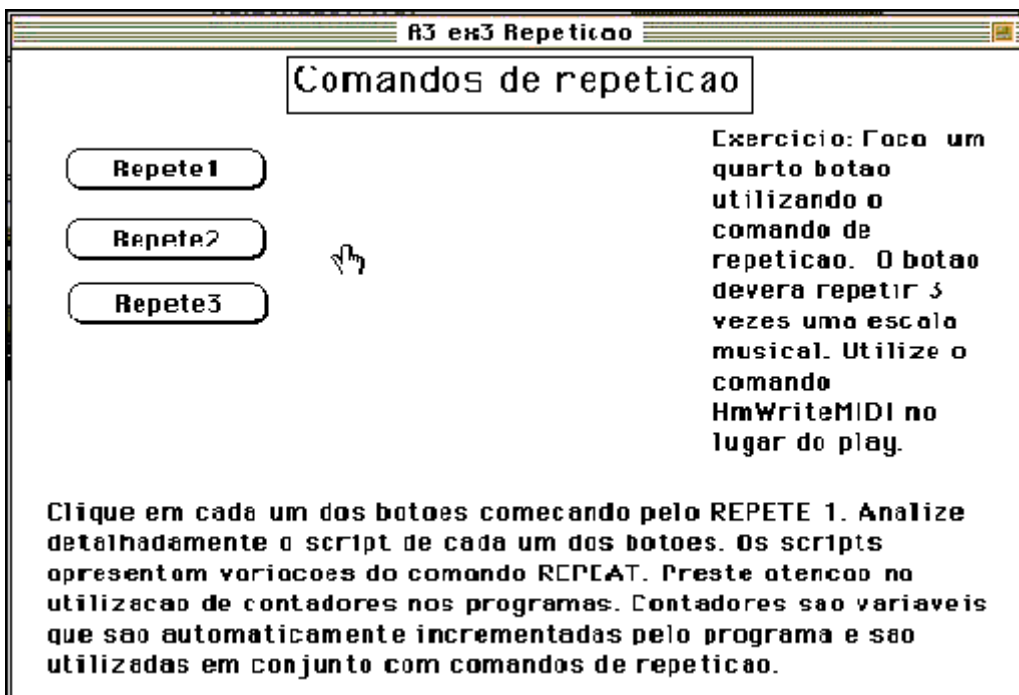 A3 ex3 Repeticao
Comandos de repeticao
Repete1
Repete2
Repete3
Exercicio: Faca um
quarto botao
utilizando o
comando de
repeticao. O botao
devera repetir 3
vezes uma escala
musical. Utilize o
comando
HmWriteMIDI no
lugar do play.
Clique em cada um dos botoes comecando pelo REPETE 1. Analize
detalhadamente o script de cada um dos botoes. Os scripts
apresentam variacoes do comando REPEAT. Preste atencao na
utilizacao de contadores nos programas. Contadores sao variaveis
que sao automaticamente incrementadas pelo programa e sao
utilizadas em conjunto com comandos de repeticao.